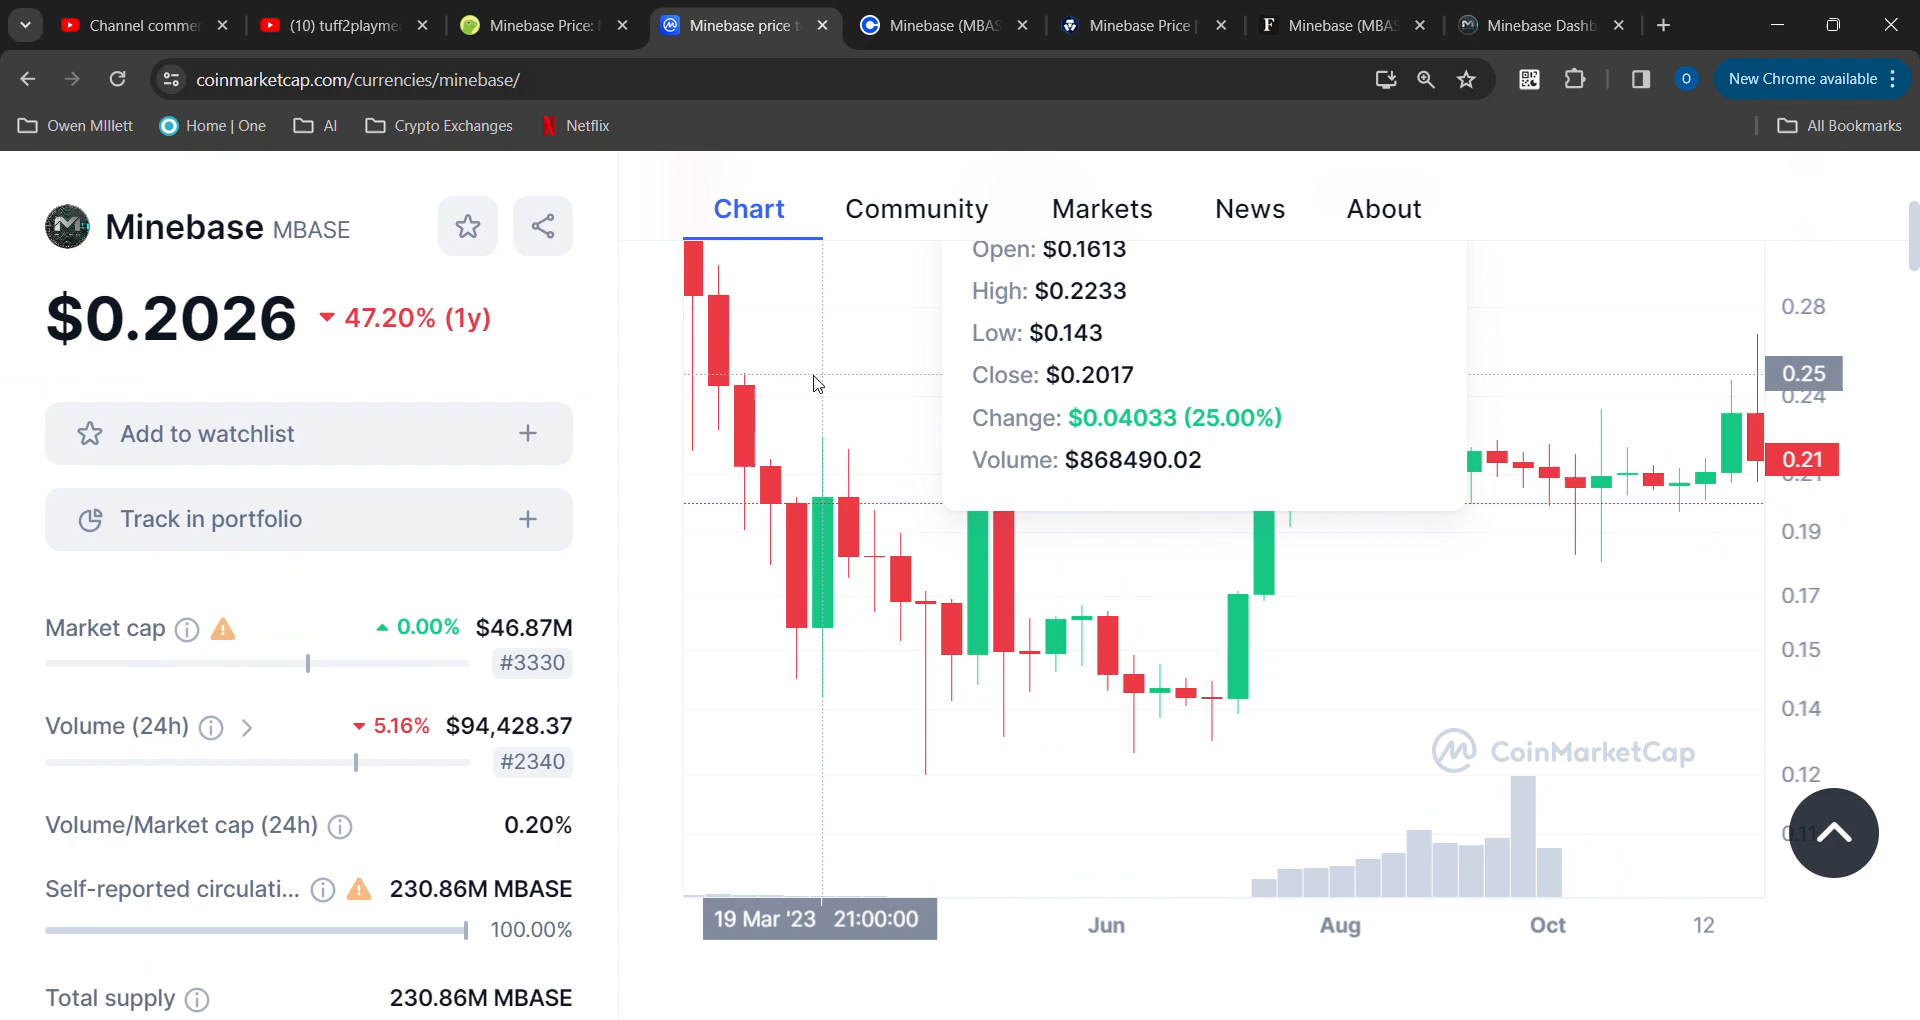 Channel commer
(10) tuff2playme
Minebase Price:
Minebase price t
Minebase (MBAS
Minebase Price |
F Minebase (MBAS
Minebase Dashb
coinmarketcap.com/currencies/minebase/
O
New Chrome available
Owen MIllett
Home | One
AI
Crypto Exchanges
Netflix
All Bookmarks
Minebase MBASE
$0.2026 47.20% (1y)
Add to watchlist
Track in portfolio
Market cap 0.00% $46.87M
#3330
Volume (24h) 5.16% $94,428.37
#2340
Volume/Market cap (24h) 0.20%
Self-reported circulati... 230.86M MBASE
100.00%
Total supply 230.86M MBASE
Chart Community Markets News About
Open: $0.1613
High: $0.2233
Low: $0.143
Close: $0.2017
Change: $0.04033 (25.00%)
Volume: $868490.02
0.28
0.25
0.24
0.21
0.19
0.17
0.15
0.14
0.12
0.11
CoinMarketCap
19 Mar '23 21:00:00
Jun
Aug
Oct
12